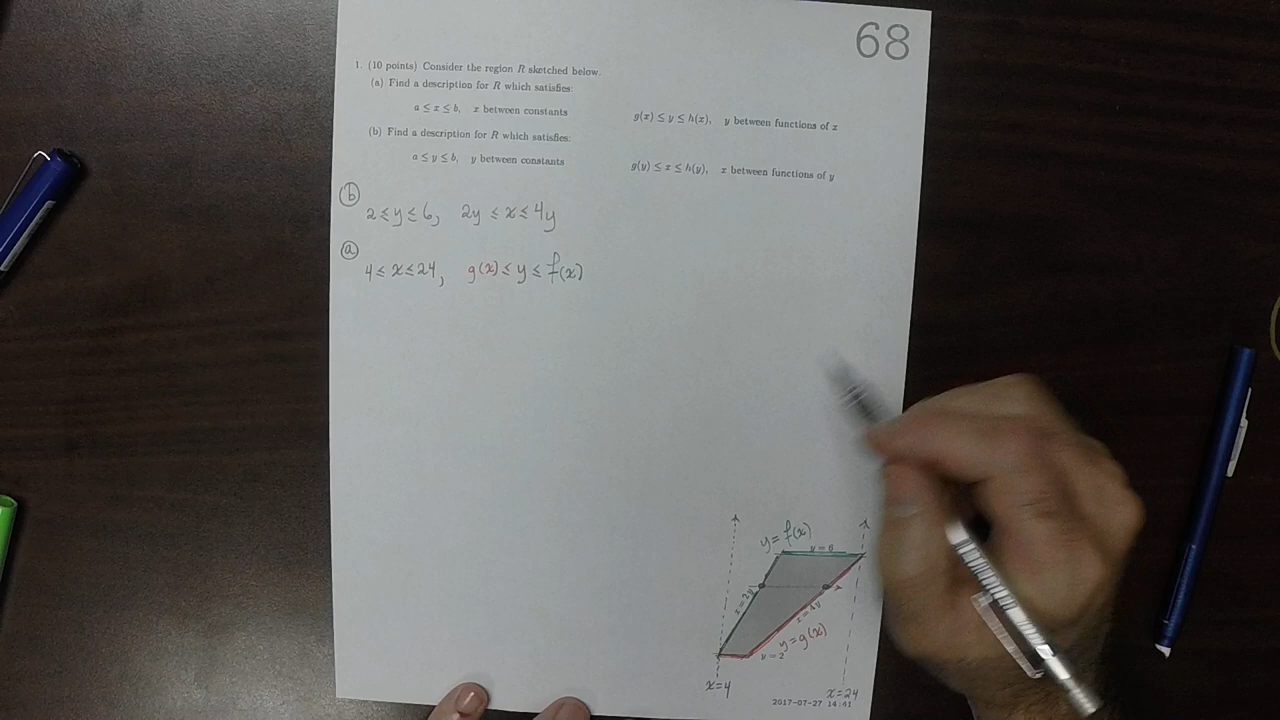 68
1. (10 points) Consider the region R sketched below.
(a) Find a description for R which satisfies:
a ≤ x ≤ b, x between constants
g(x) ≤ y ≤ h(x), y between functions of x
(b) Find a description for R which satisfies:
a ≤ y ≤ b, y between constants
g(y) ≤ x ≤ h(y), x between functions of y
(b)
2 ≤ y ≤ 6, 2y ≤ x ≤ 4y
(a)
4 ≤ x ≤ 24, g(x) ≤ y ≤ f(x)
y = f(x)
y = 6
x = 2y
x = 4y
y = g(x)
y = 2
x=4
x=24
2017-07-27 14:41